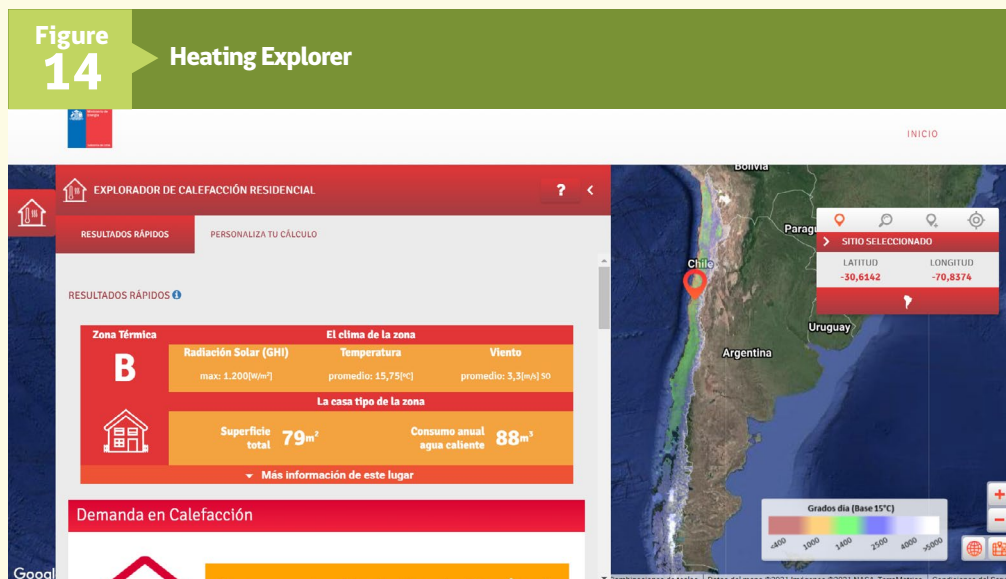 Figure
14
Heating Explorer
INICIO
EXPLORADOR DE CALEFACCIÓN RESIDENCIAL
?
RESULTADOS RÁPIDOS
PERSONALIZA TU CÁLCULO
RESULTADOS RÁPIDOS
Zona Térmica
B
El clima de la zona
Radiación Solar (GHI)
Temperatura
Viento
max: 1.200[W/m²]
promedio: 15,75[°C]
promedio: 3,3[m/s] SO
La casa tipo de la zona
Superficie total 79m²
Consumo anual agua caliente 88m³
Más información de este lugar
Demanda en Calefacción
Bolivia
Paragu
Chile
Uruguay
Argentina
SITIO SELECCIONADO
LATITUD
LONGITUD
-30,6142
-70,8374
Grados día (Base 15°C)
<400
1000
1400
2500
4000
>5000
+
−
Googl